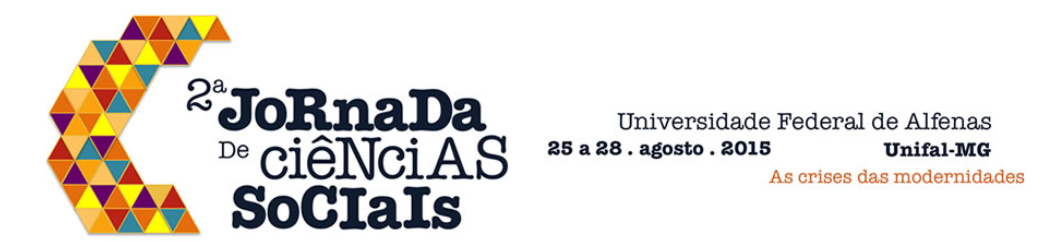 2ª JoRnaDa
De ciêNciAS
SoCIaIs
Universidade Federal de Alfenas
25 a 28 . agosto . 2015 Unifal-MG
As crises das modernidades